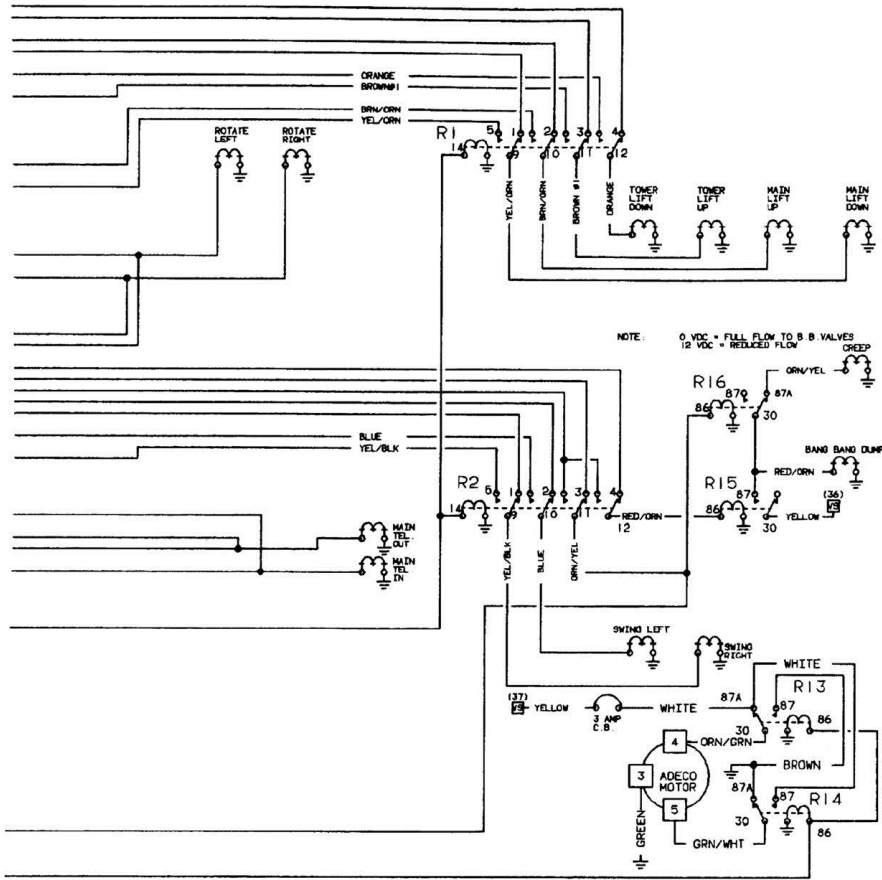 ORANGE
BROWN#1
BRN/ORN
YEL/ORN
ROTATE
LEFT
ROTATE
RIGHT
R1
5
1
2
3
4
14
9
10
11
12
YEL/ORN
BRN/ORN
BROWN #1
ORANGE
TOWER
LIFT
DOWN
TOWER
LIFT
UP
MAIN
LIFT
UP
MAIN
LIFT
DOWN
NOTE: 0 VDC = FULL FLOW TO B.B.VALVES
12 VDC = REDUCED FLOW
CREEP
ORN/YEL
R16
87
87A
86
30
BLUE
YEL/BLK
BANG BANG DUMP
RED/ORN
R2
5
1
2
3
4
14
9
10
11
12
RED/ORN
R15
87
86
30
YELLOW
(36)
YEL/BLK
BLUE
ORN/YEL
MAIN
TEL.
OUT
MAIN
TEL
IN
SWING LEFT
SWING
RIGHT
WHITE
(37)
YELLOW
3 AMP
C.B.
WHITE
87A
87
R13
86
30
4
ORN/GRN
3
ADECO
MOTOR
5
BROWN
87A
87
R14
30
86
GREEN
GRN/WHT